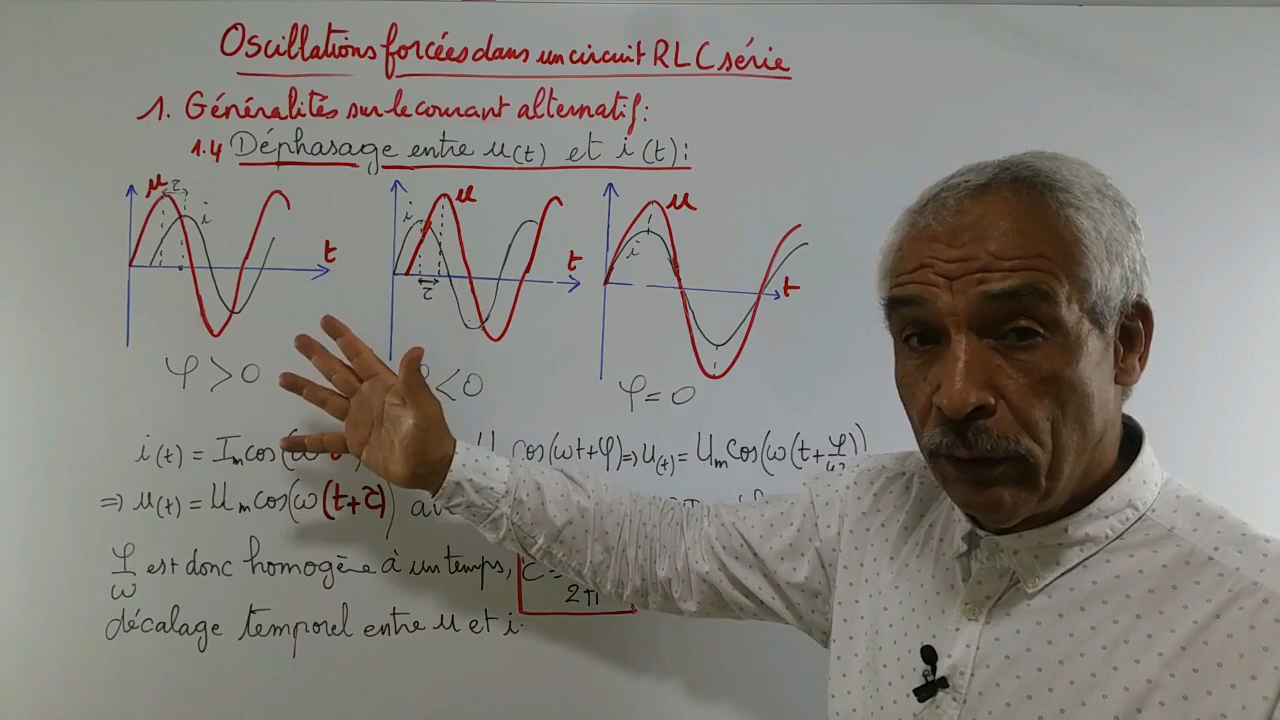 Oscillations forcées dans un circuit RLC série
1. Généralités sur le courant alternatif:
1.4 Déphasage entre u(t) et i(t):
u τ i t
i u τ t
u i t
φ>0
<0
φ=0
i(t) = Im cos(ω cos(ωt+φ) ⇒ u(t) = Um cos(ω(t+φ/ω))
⇒ u(t) = Um cos(ω(t+τ))
φ/ω est donc homogène à un temps,
2π
décalage temporel entre u et i.